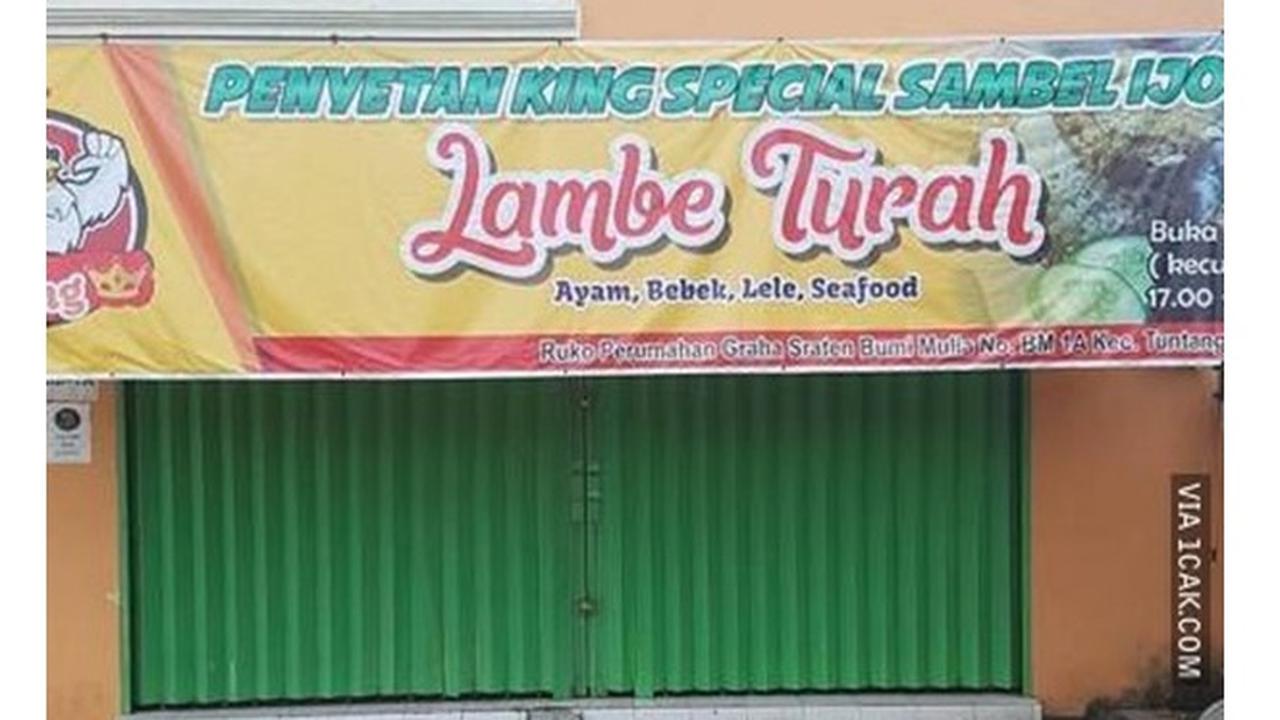 PENYETAN KING SPECIAL SAMBEL IJO
Lambe Turah
Ayam, Bebek, Lele, Seafood
Buka
( kecu
17.00
ng
Ruko Perumahan Graha Sraten Bumi Mulia No. BM 1A Kec. Tuntang
VIA 1CAK.COM